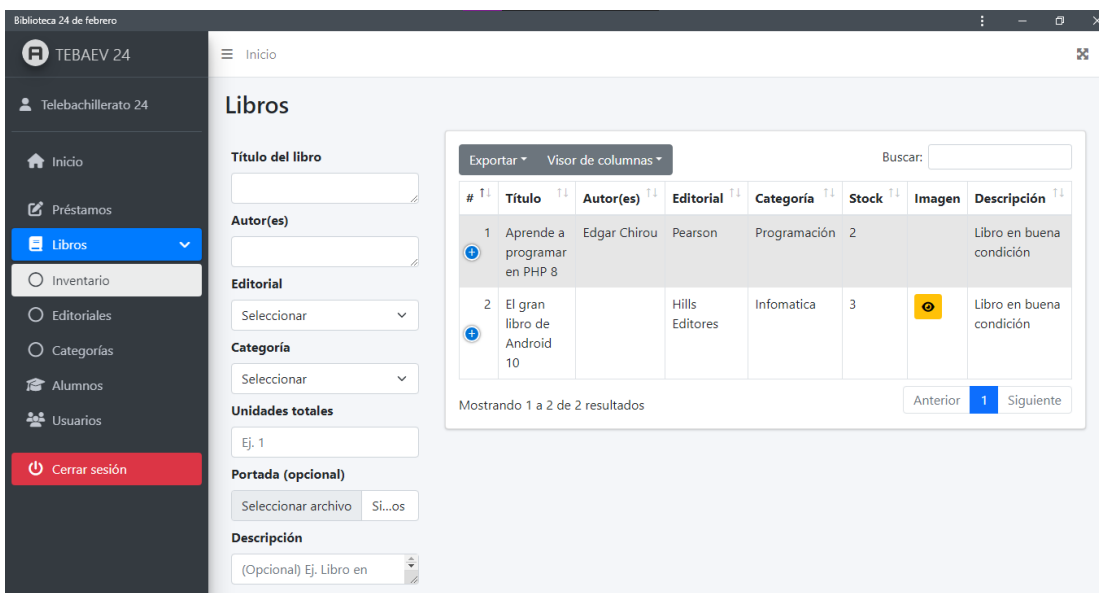 Biblioteca 24 de febrero
TEBAEV 24
Telebachillerato 24
Inicio
Préstamos
Libros
Inventario
Editoriales
Categorías
Alumnos
Usuarios
Cerrar sesión
Inicio
Libros
Título del libro
Autor(es)
Editorial
Seleccionar
Categoría
Seleccionar
Unidades totales
Ej. 1
Portada (opcional)
Seleccionar archivo Si...os
Descripción
(Opcional) Ej. Libro en
Exportar Visor de columnas Buscar:
# Título Autor(es) Editorial Categoría Stock Imagen Descripción
1 Aprende a Edgar Chirou Pearson Programación 2 Libro en buena
programar condición
en PHP 8
2 El gran Hills Infomatica 3 Libro en buena
libro de Editores condición
Android
10
Mostrando 1 a 2 de 2 resultados Anterior 1 Siguiente